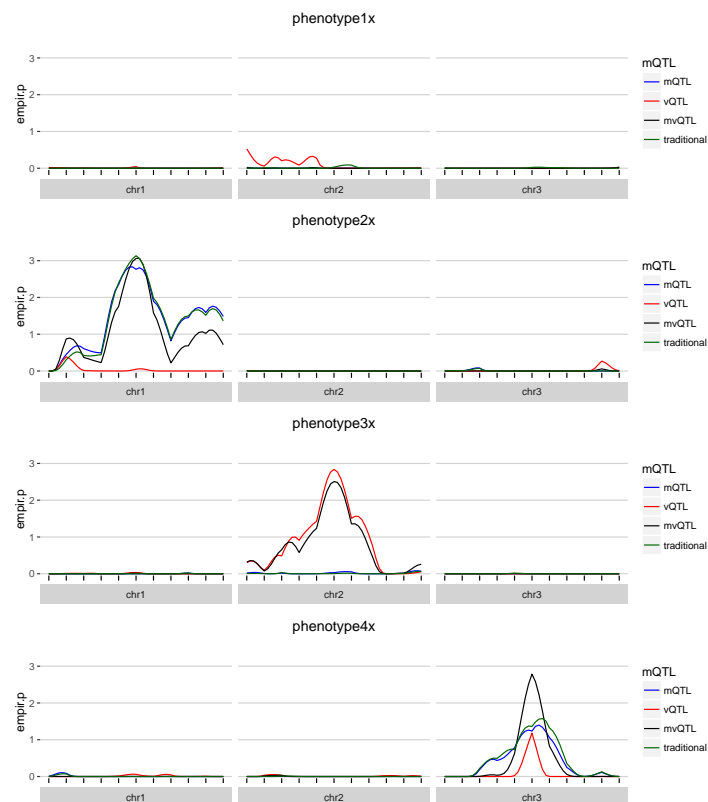 phenotype1x
3
2
1
0
empir.p
chr1
chr2
chr3
mQTL
mQTL
vQTL
mvQTL
traditional
phenotype2x
3
2
1
0
empir.p
chr1
chr2
chr3
mQTL
mQTL
vQTL
mvQTL
traditional
phenotype3x
3
2
1
0
empir.p
chr1
chr2
chr3
mQTL
mQTL
vQTL
mvQTL
traditional
phenotype4x
3
2
1
0
empir.p
chr1
chr2
chr3
mQTL
mQTL
vQTL
mvQTL
traditional